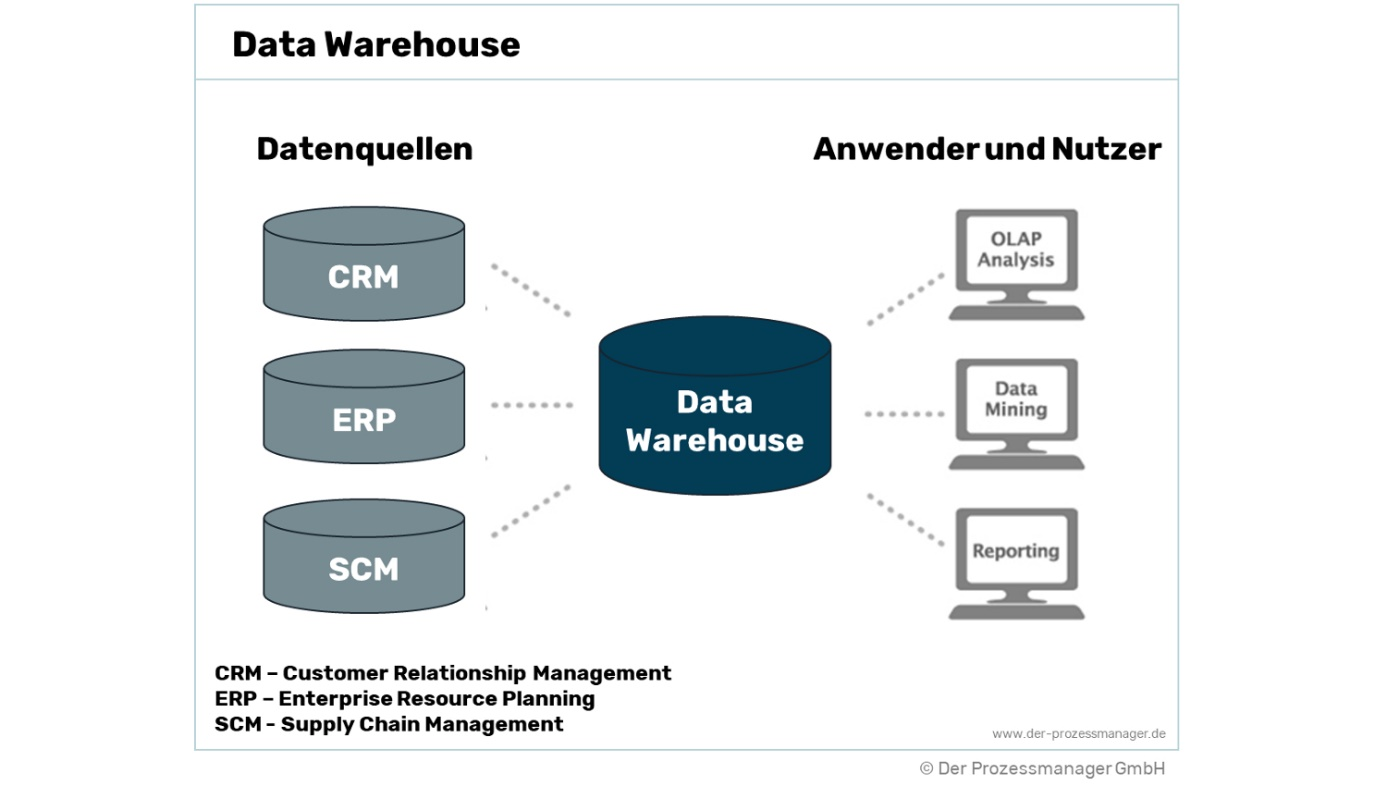 Data Warehouse
Datenquellen
Anwender und Nutzer
CRM
ERP
SCM
Data
Warehouse
OLAP
Analysis
Data
Mining
Reporting
CRM – Customer Relationship Management
ERP – Enterprise Resource Planning
SCM - Supply Chain Management
www.der-prozessmanager.de
© Der Prozessmanager GmbH